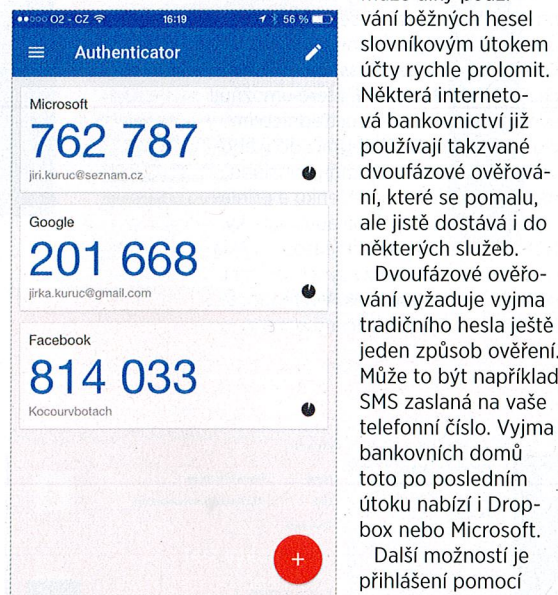 O2 - CZ 16:19 56 %
Authenticator
Microsoft
762 787
jiri.kuruc@seznam.cz
Google
201 668
jirka.kuruc@gmail.com
Facebook
814 033
Kocourvbotach
+
vání běžných hesel
slovníkovým útokem
účty rychle prolomit.
Některá interneto-
vá bankovnictví již
používají takzvané
dvoufázové ověřová-
ní, které se pomalu,
ale jistě dostává i do
některých služeb.
Dvoufázové ověřo-
vání vyžaduje vyjma
tradičního hesla ještě
jeden způsob ověření.
Může to být například
SMS zaslaná na vaše
telefonní číslo. Vyjma
bankovních domů
toto po posledním
útoku nabízí i Drop-
box nebo Microsoft.
Další možností je
přihlášení pomocí